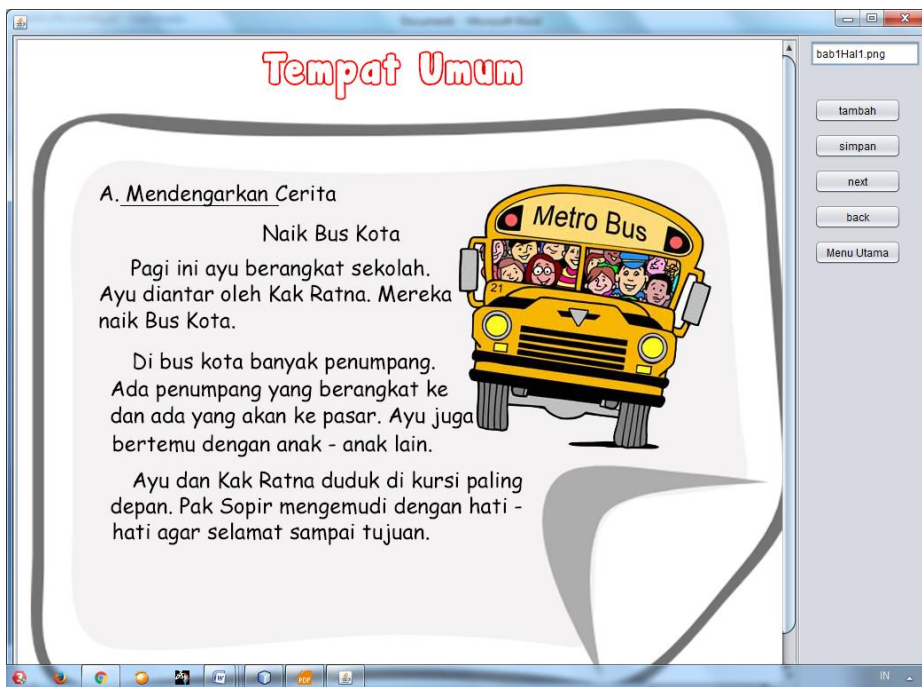 Tempat Umum
bab1Hal1.png
tambah
simpan
next
back
Menu Utama
A. Mendengarkan Cerita
Naik Bus Kota
Pagi ini ayu berangkat sekolah.
Ayu diantar oleh Kak Ratna. Mereka
naik Bus Kota.
Di bus kota banyak penumpang.
Ada penumpang yang berangkat ke
dan ada yang akan ke pasar. Ayu juga
bertemu dengan anak - anak lain.
Ayu dan Kak Ratna duduk di kursi paling
depan. Pak Sopir mengemudi dengan hati -
hati agar selamat sampai tujuan.
Metro Bus
21
IN